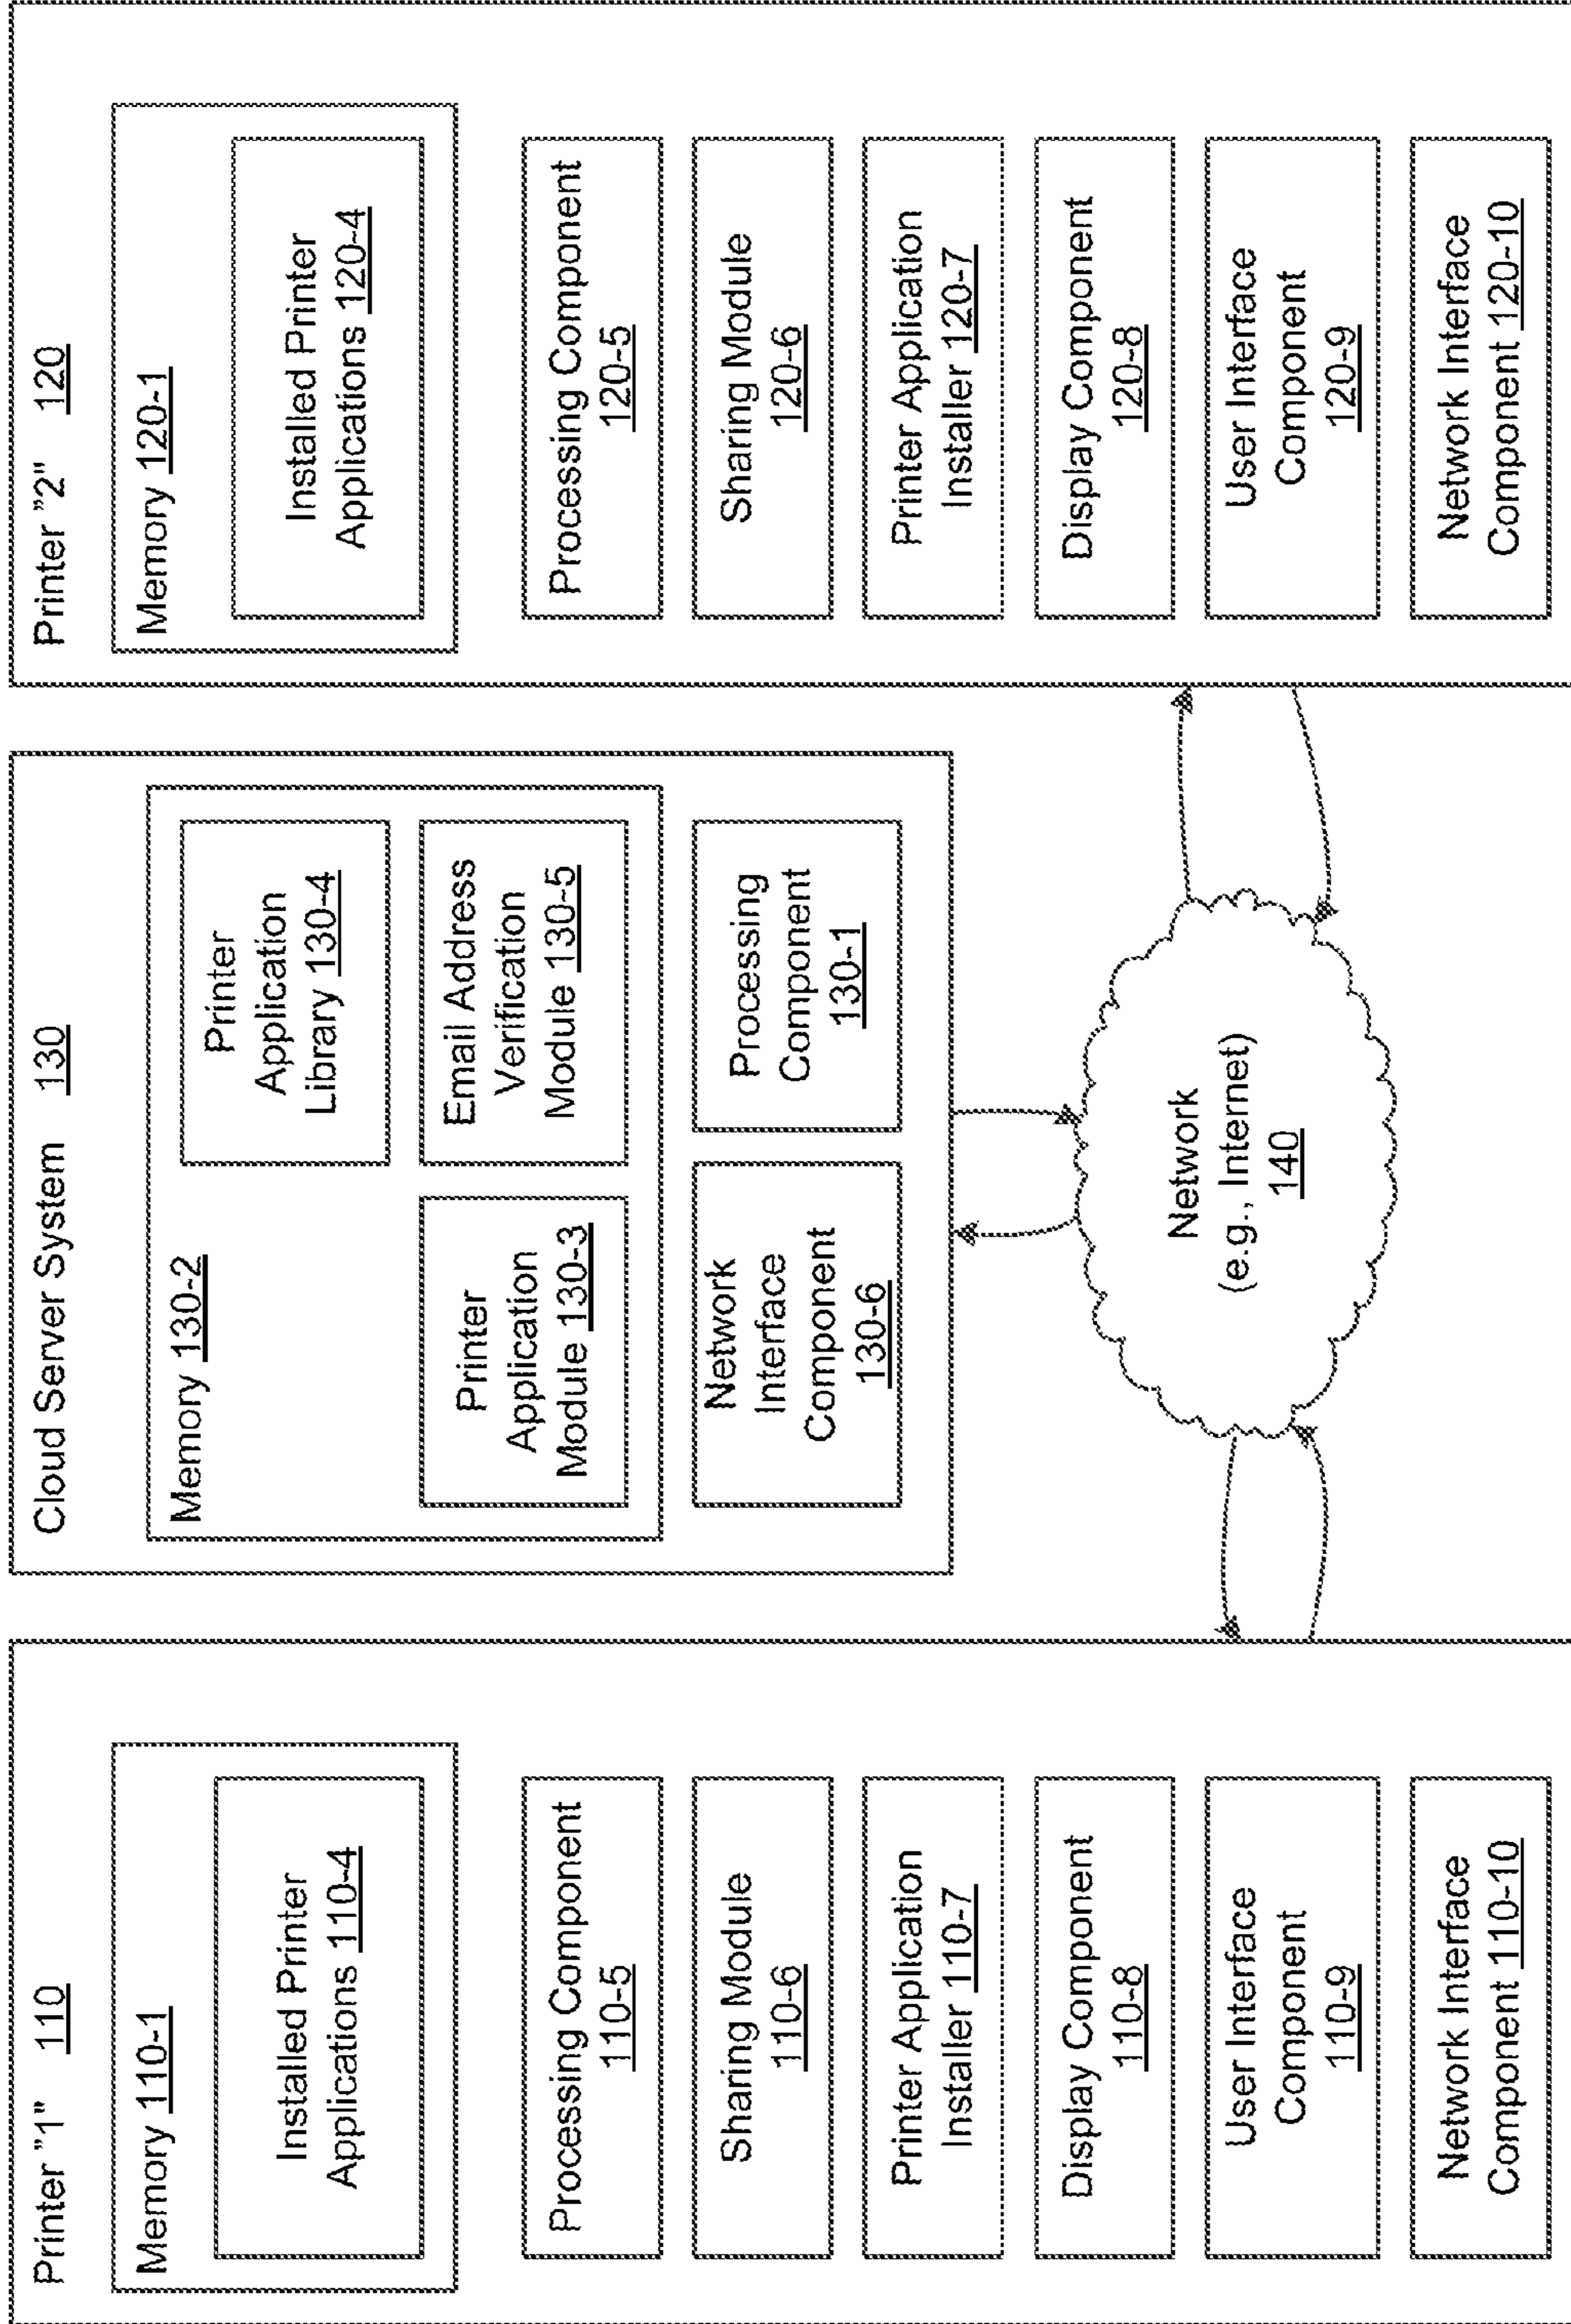 Printer "1" 110
Memory 110-1
Installed Printer
Applications 110-4
Processing Component
110-5
Sharing Module
110-6
Printer Application
Installer 110-7
Display Component
110-8
User Interface
Component
110-9
Network Interface
Component 110-10
Cloud Server System 130
Memory 130-2
Printer
Application
Library 130-4
Printer
Application
Module 130-3
Email Address
Verification
Module 130-5
Network
Interface
Component
130-6
Processing
Component
130-1
Network
(e.g., Internet)
140
Printer "2" 120
Memory 120-1
Installed Printer
Applications 120-4
Processing Component
120-5
Sharing Module
120-6
Printer Application
Installer 120-7
Display Component
120-8
User Interface
Component
120-9
Network Interface
Component 120-10